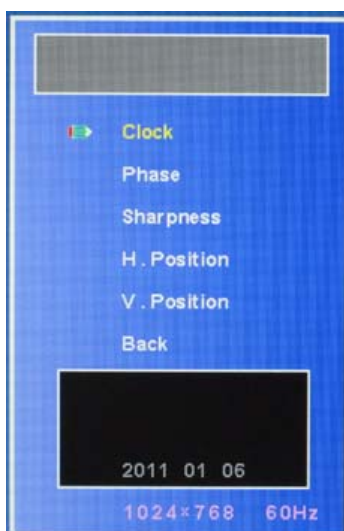 Clock
Phase
Sharpness
H . Position
V . Position
Back
2011 01 06
1024×768 60Hz